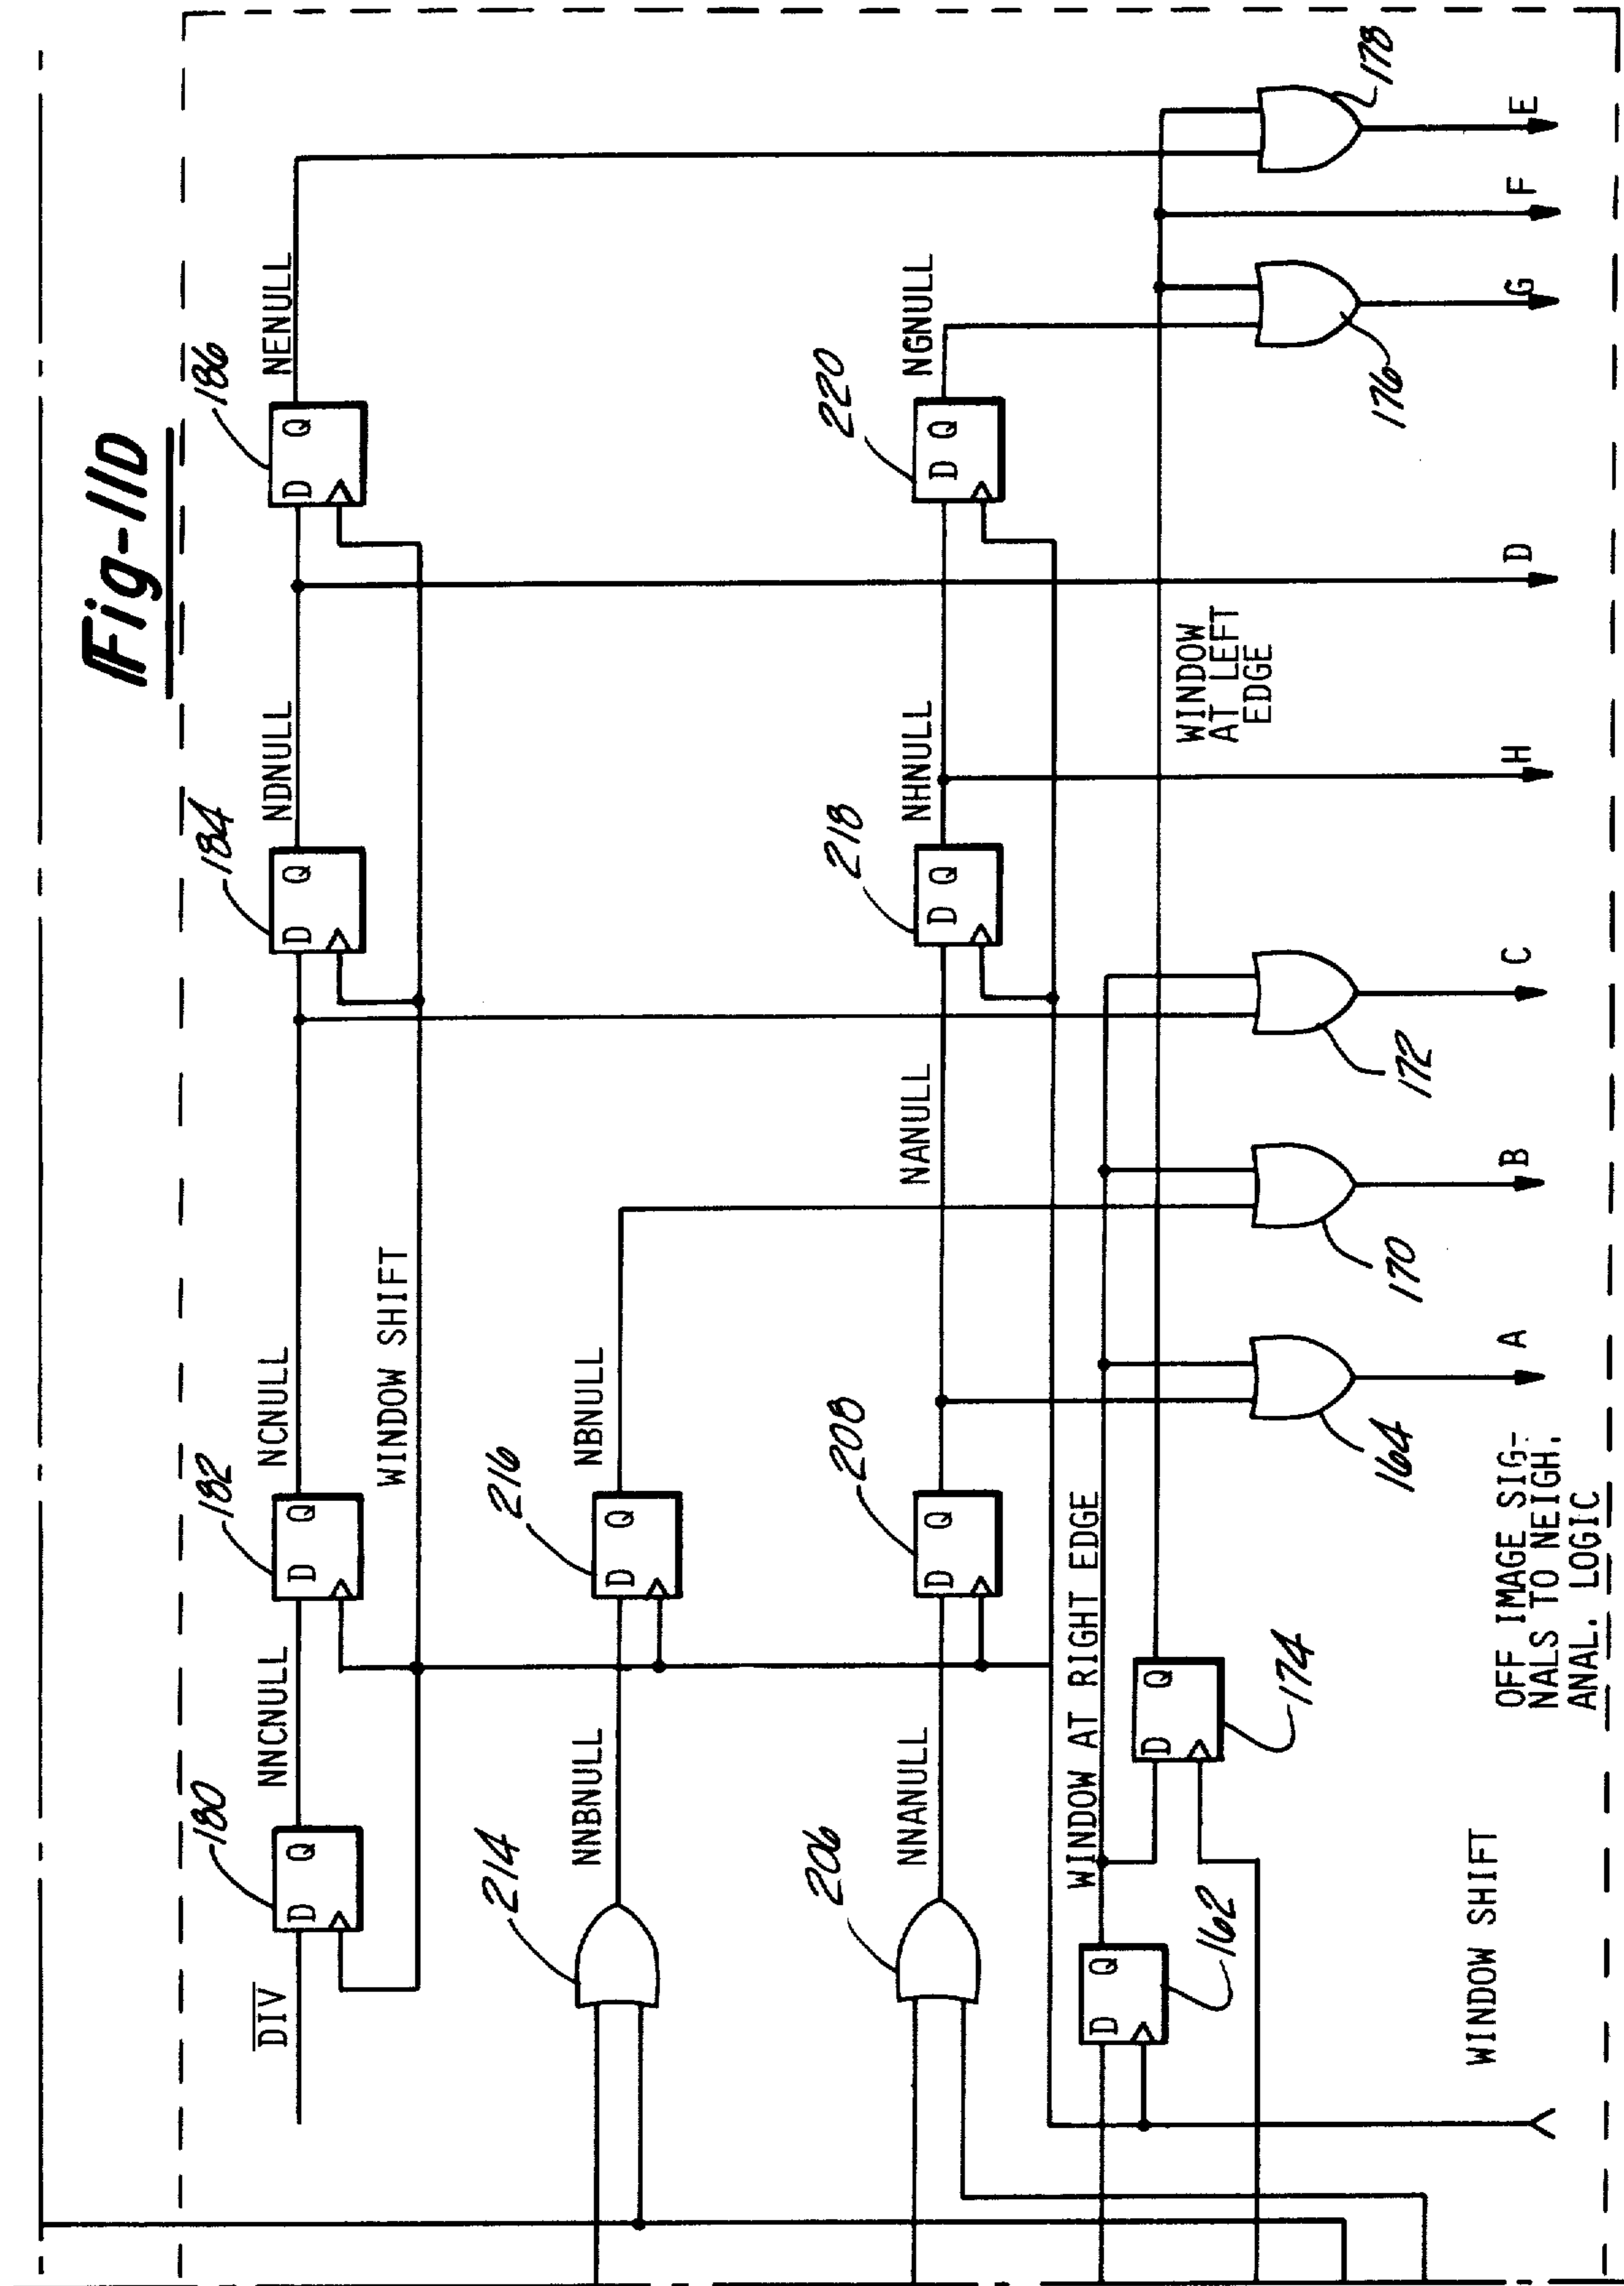 Fig-11D
DIV
180
D Q
NNCNULL
182
D Q
NCNULL
184
D Q
NDNULL
186
D Q
NENULL
WINDOW SHIFT
214
NNBNULL
216
D Q
NBNULL
206
NNANULL
208
D Q
NANULL
218
D Q
NHNULL
220
D Q
NGNULL
162
D Q
WINDOW AT RIGHT EDGE
174
D Q
WINDOW
AT LEFT
EDGE
164
170
172
176
178
WINDOW SHIFT
OFF IMAGE SIG-
NALS TO NEIGH.
ANAL. LOGIC
A
B
C
H
D
G
F
E